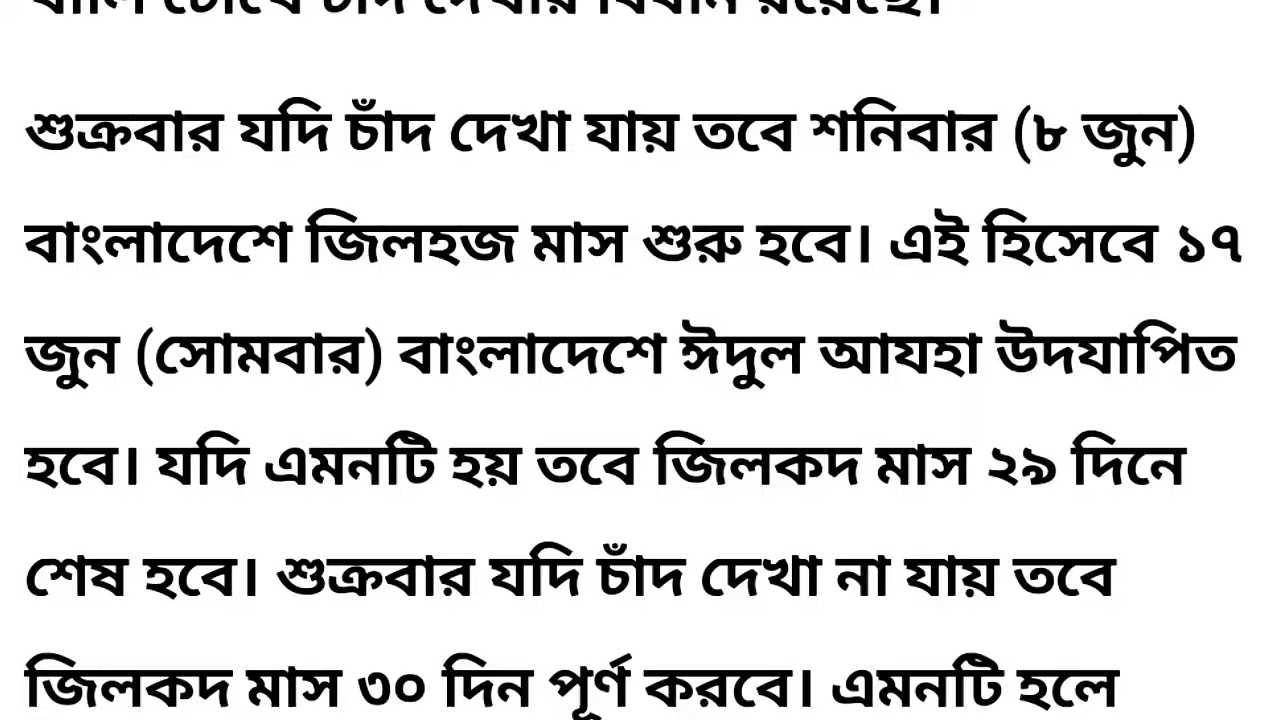 খালি চোখে চাঁদ দেখার বিধান রয়েছে।
শুক্রবার যদি চাঁদ দেখা যায় তবে শনিবার (৮ জুন)
বাংলাদেশে জিলহজ মাস শুরু হবে। এই হিসেবে ১৭
জুন (সোমবার) বাংলাদেশে ঈদুল আযহা উদযাপিত
হবে। যদি এমনটি হয় তবে জিলকদ মাস ২৯ দিনে
শেষ হবে। শুক্রবার যদি চাঁদ দেখা না যায় তবে
জিলকদ মাস ৩০ দিন পূর্ণ করবে। এমনটি হলে